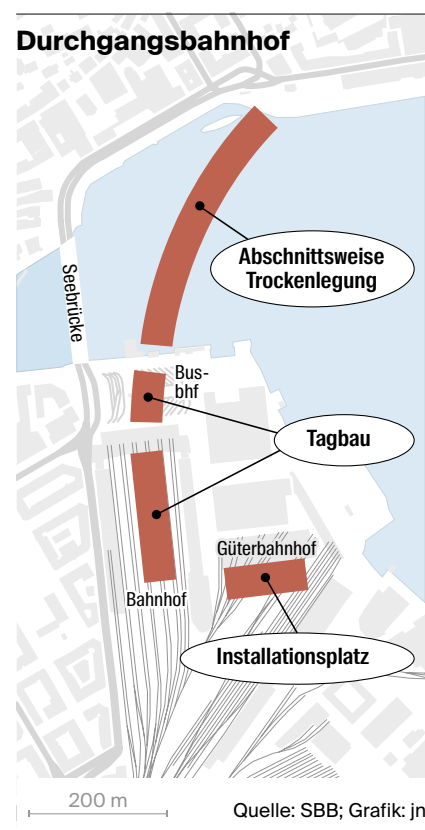 Durchgangsbahnhof
Abschnittsweise
Trockenlegung
Seebrücke
Bus-
bhf
Tagbau
Güterbahnhof
Bahnhof
Installationsplatz
200 m
Quelle: SBB; Grafik: jn